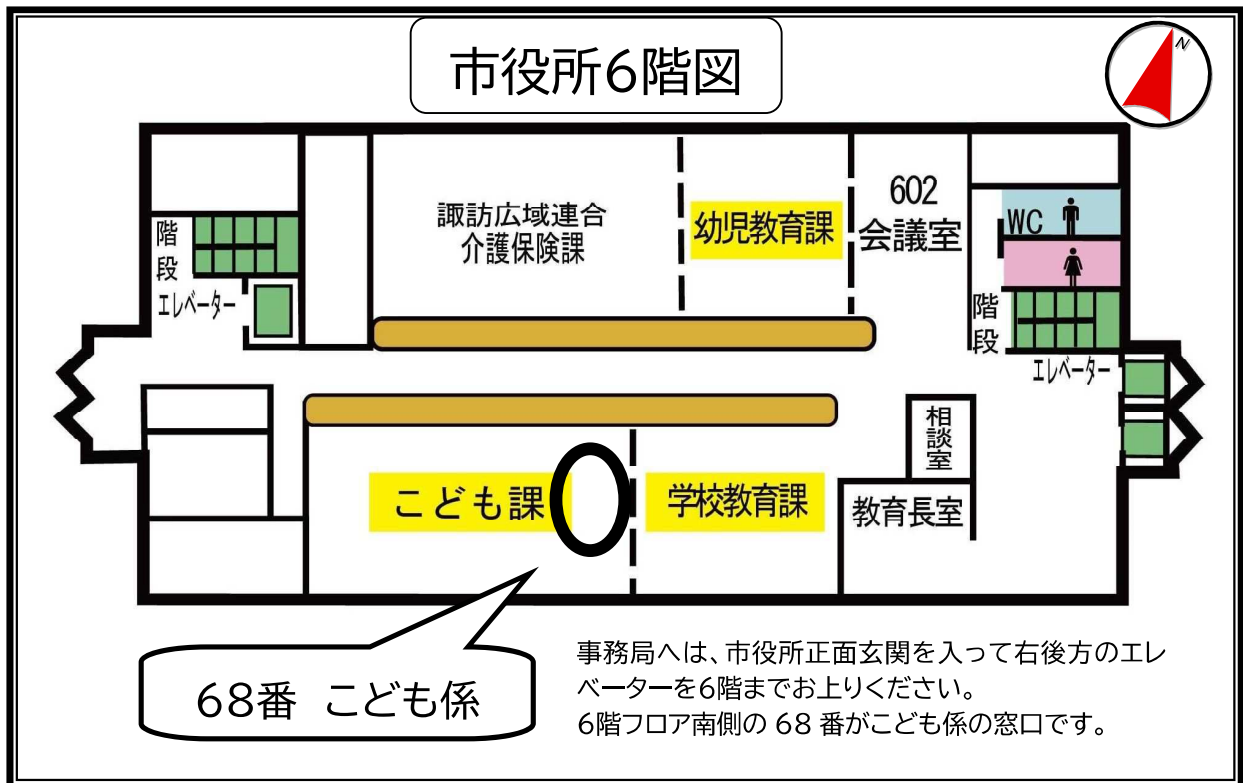 市役所6階図
N
諏訪広域連合
介護保険課
幼児教育課
602
会議室
WC
階段
エレベーター
階段
エレベーター
相談室
こども課
学校教育課
教育長室
68番 こども係
事務局へは、市役所正面玄関を入って右後方のエレ
ベーターを6階までお上りください。
6階フロア南側の 68 番がこども係の窓口です。